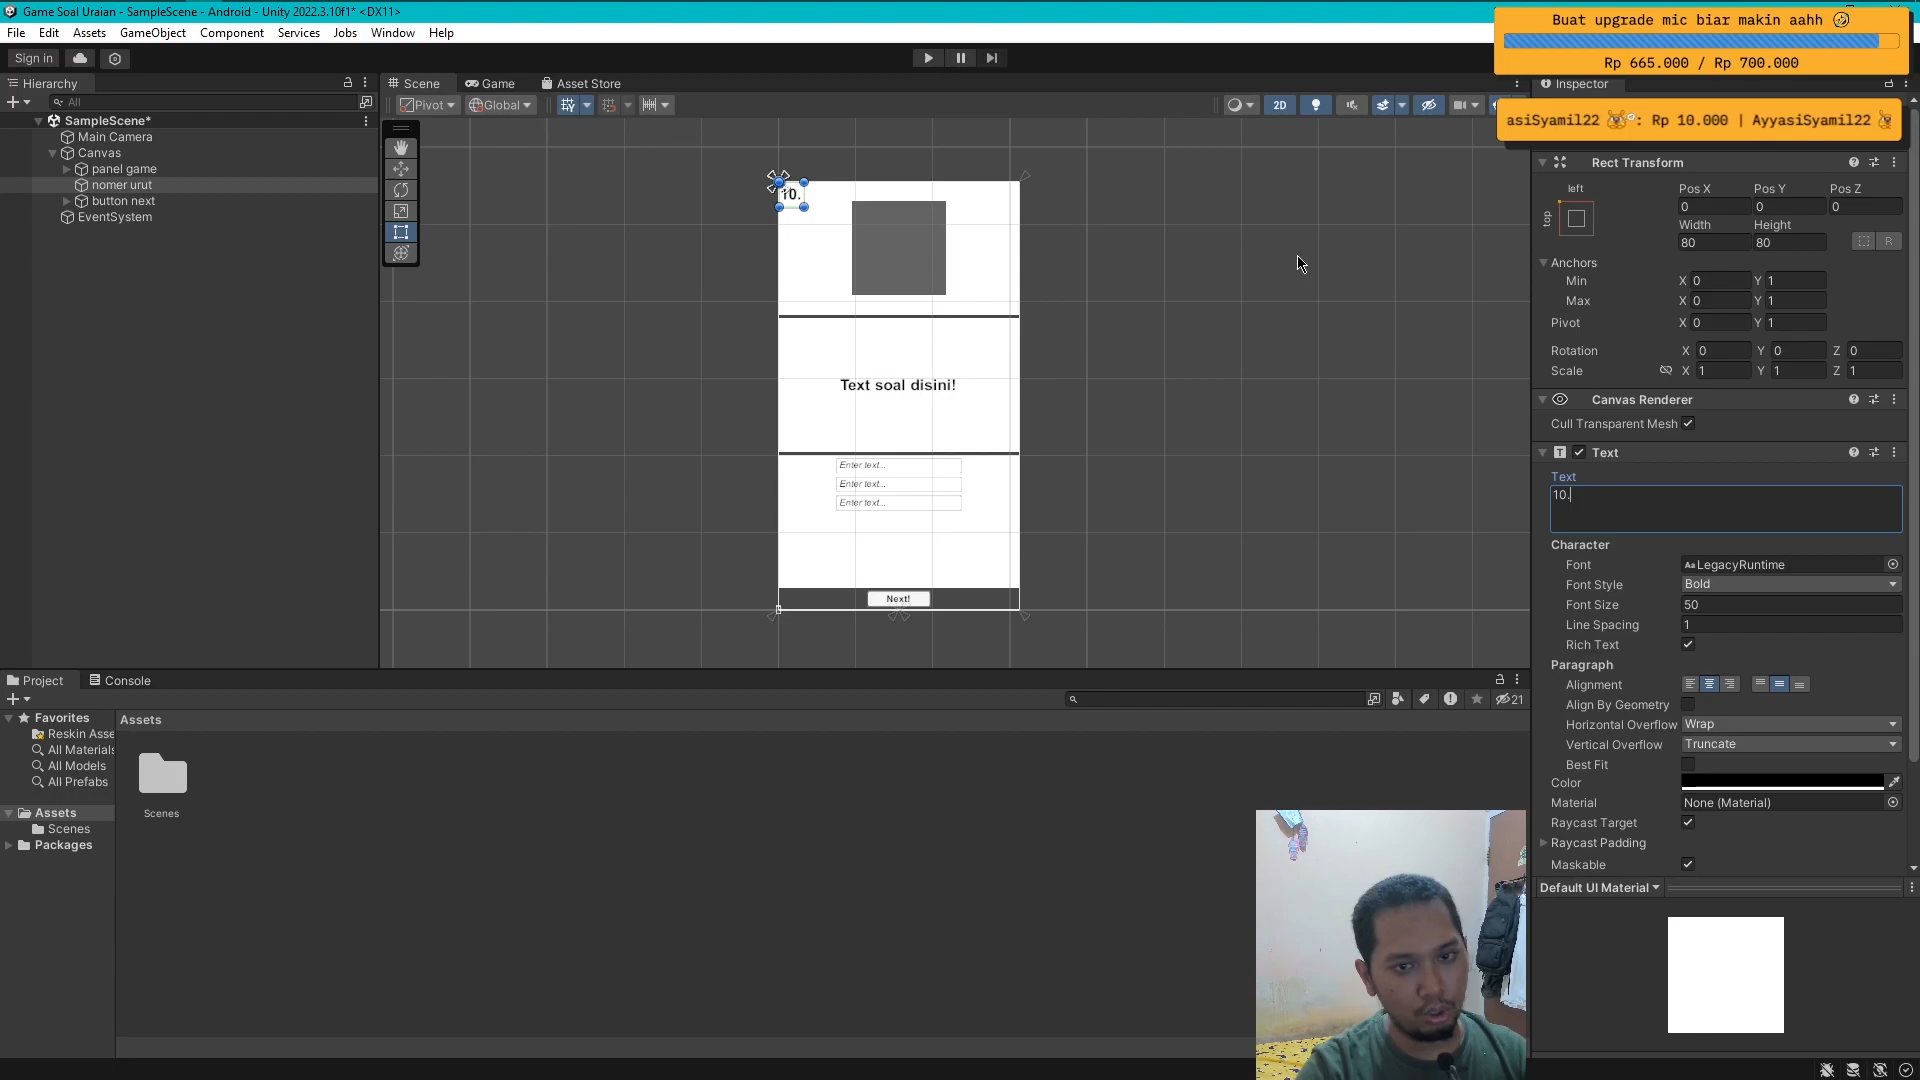 Game Soal Uraian - SampleScene - Android - Unity 2022.3.10f1* <DX11>
File Edit Assets GameObject Component Services Jobs Window Help
Buat upgrade mic biar makin aahh
Rp 665.000 / Rp 700.000
asiSyamil22 : Rp 10.000 | AyyasiSyamil22
Sign in
Hierarchy
All
SampleScene*
Main Camera
Canvas
panel game
nomer urut
button next
EventSystem
Scene Game Asset Store
Pivot Global
2D
10.
Text soal disini!
Enter text...
Enter text...
Enter text...
Next!
Inspector
Rect Transform
left
top
Pos X Pos Y Pos Z
0 0 0
Width Height
80 80
R
Anchors
Min X 0 Y 1
Max X 0 Y 1
Pivot X 0 Y 1
Rotation X 0 Y 0 Z 0
Scale X 1 Y 1 Z 1
Canvas Renderer
Cull Transparent Mesh
Text
Text
10.
Character
Font Aa LegacyRuntime
Font Style Bold
Font Size 50
Line Spacing 1
Rich Text
Paragraph
Alignment
Align By Geometry
Horizontal Overflow Wrap
Vertical Overflow Truncate
Best Fit
Color
Material None (Material)
Raycast Target
Raycast Padding
Maskable
Default UI Material
Project Console
21
Favorites
Reskin Asse
All Materials
All Models
All Prefabs
Assets
Scenes
Packages
Assets
Scenes